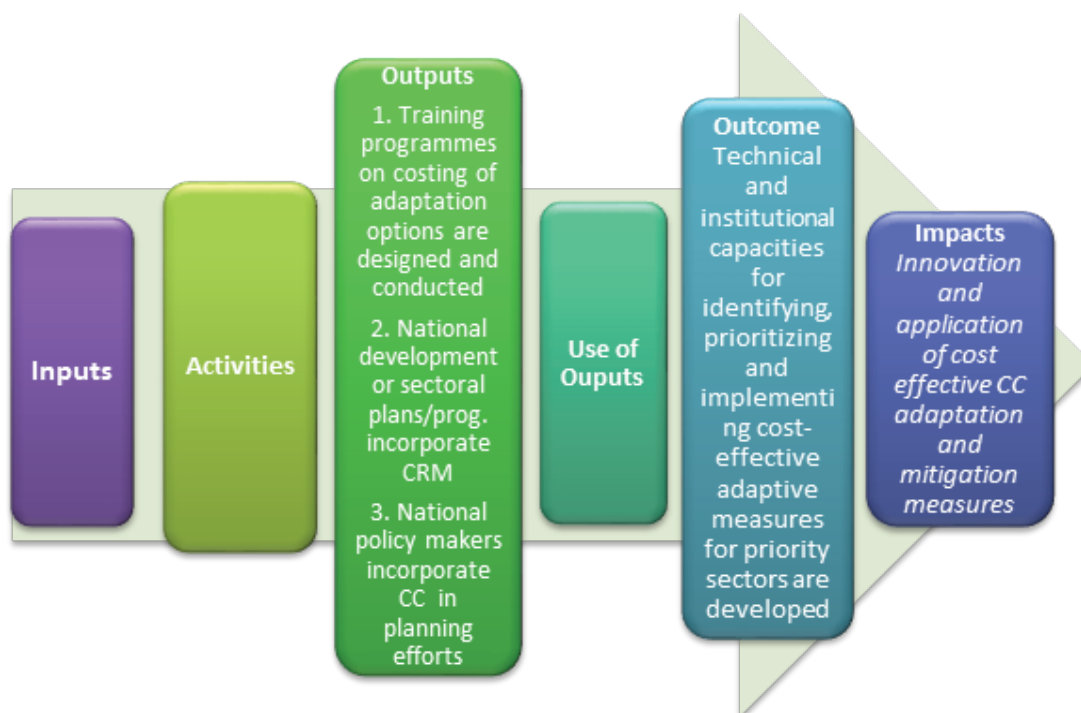 Inputs
Activities
Outputs
1. Training
programmes
on costing of
adaptation
options are
designed and
conducted
2. National
development
or sectoral
plans/prog.
incorporate
CRM
3. National
policy makers
incorporate
CC in
planning
efforts
Use of
Ouputs
Outcome
Technical
and
institutional
capacities
for
identifying,
prioritizing
and
implementi
ng cost-
effective
adaptive
measures
for priority
sectors are
developed
Impacts
Innovation
and
application
of cost
effective CC
adaptation
and
mitigation
measures